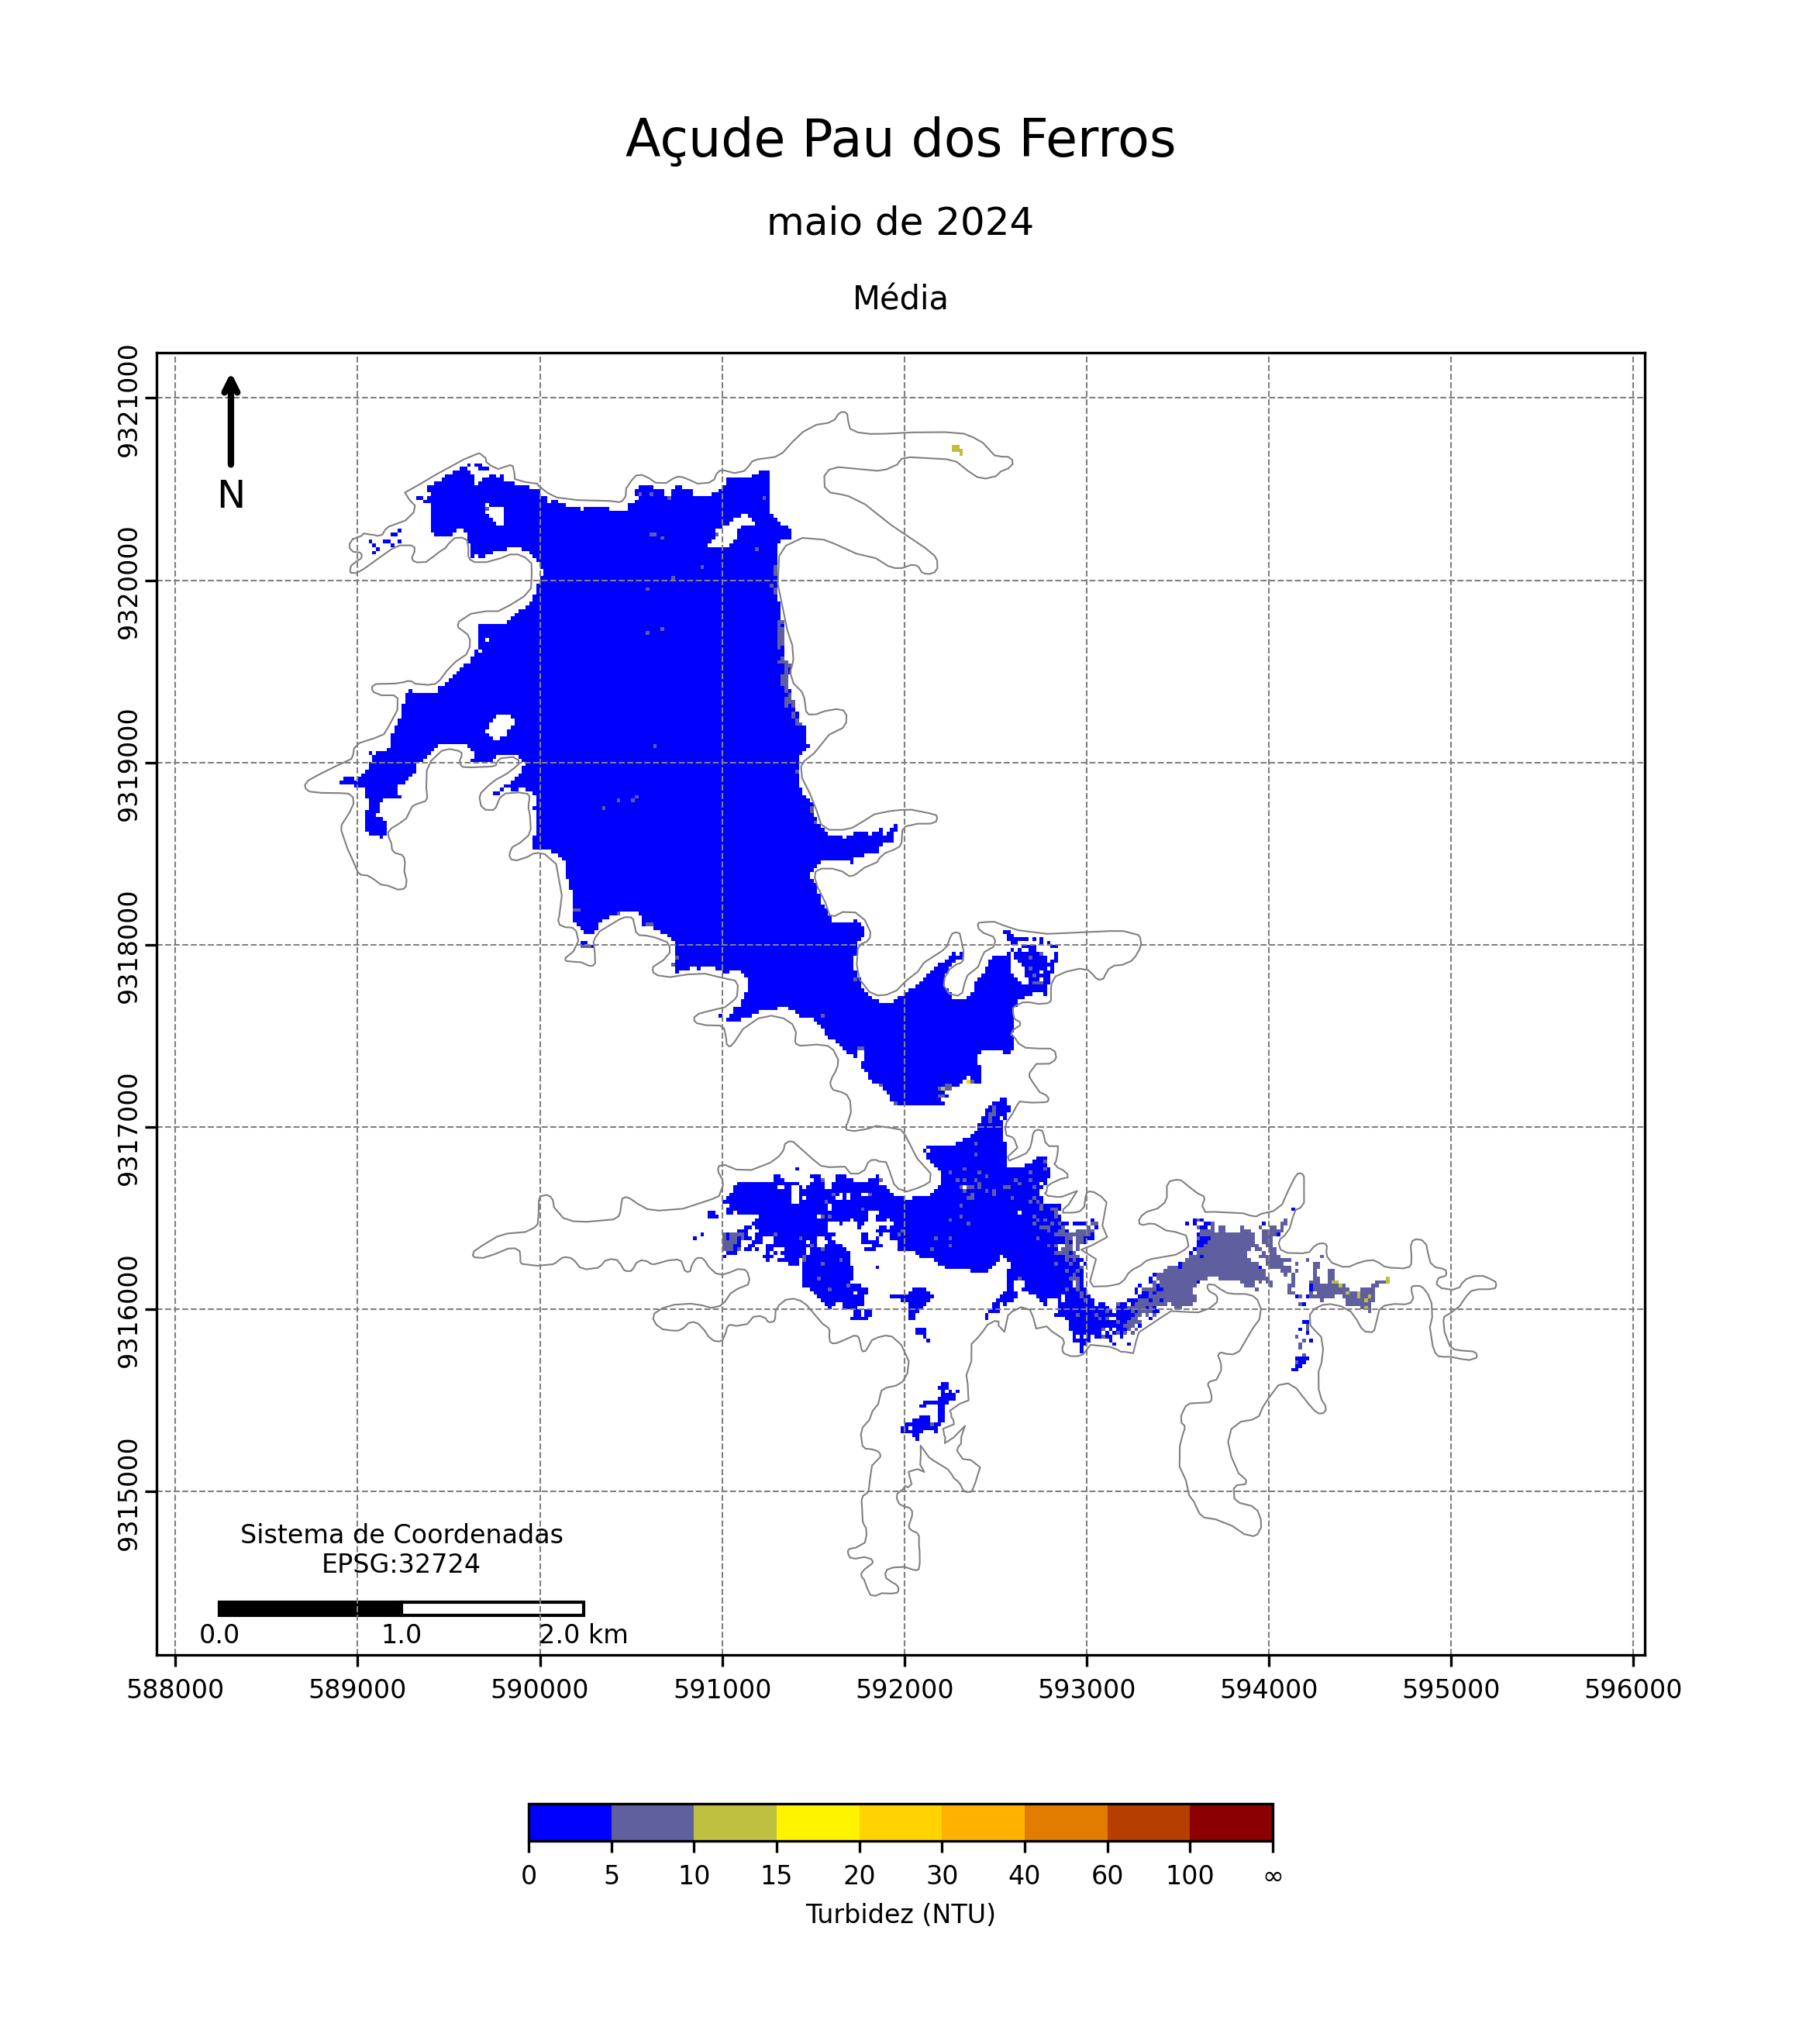 Açude Pau dos Ferros
maio de 2024
Média
9321000
9320000
9319000
9318000
9317000
9316000
9315000
N
Sistema de Coordenadas
EPSG:32724
0.0 1.0 2.0 km
588000 589000 590000 591000 592000 593000 594000 595000 596000
0 5 10 15 20 30 40 60 100 ∞
Turbidez (NTU)